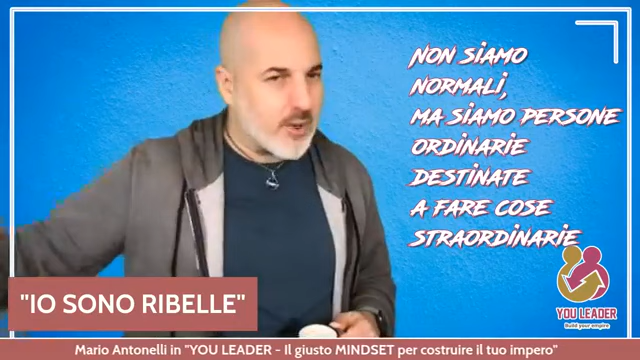 NON SIAMO
NORMALI,
MA SIAMO PERSONE
ORDINARIE
DESTINATE
A FARE COSE
STRAORDINARIE
YOU LEADER
Build your empire
"IO SONO RIBELLE"
Mario Antonelli in "YOU LEADER - Il giusto MINDSET per costruire il tuo impero"